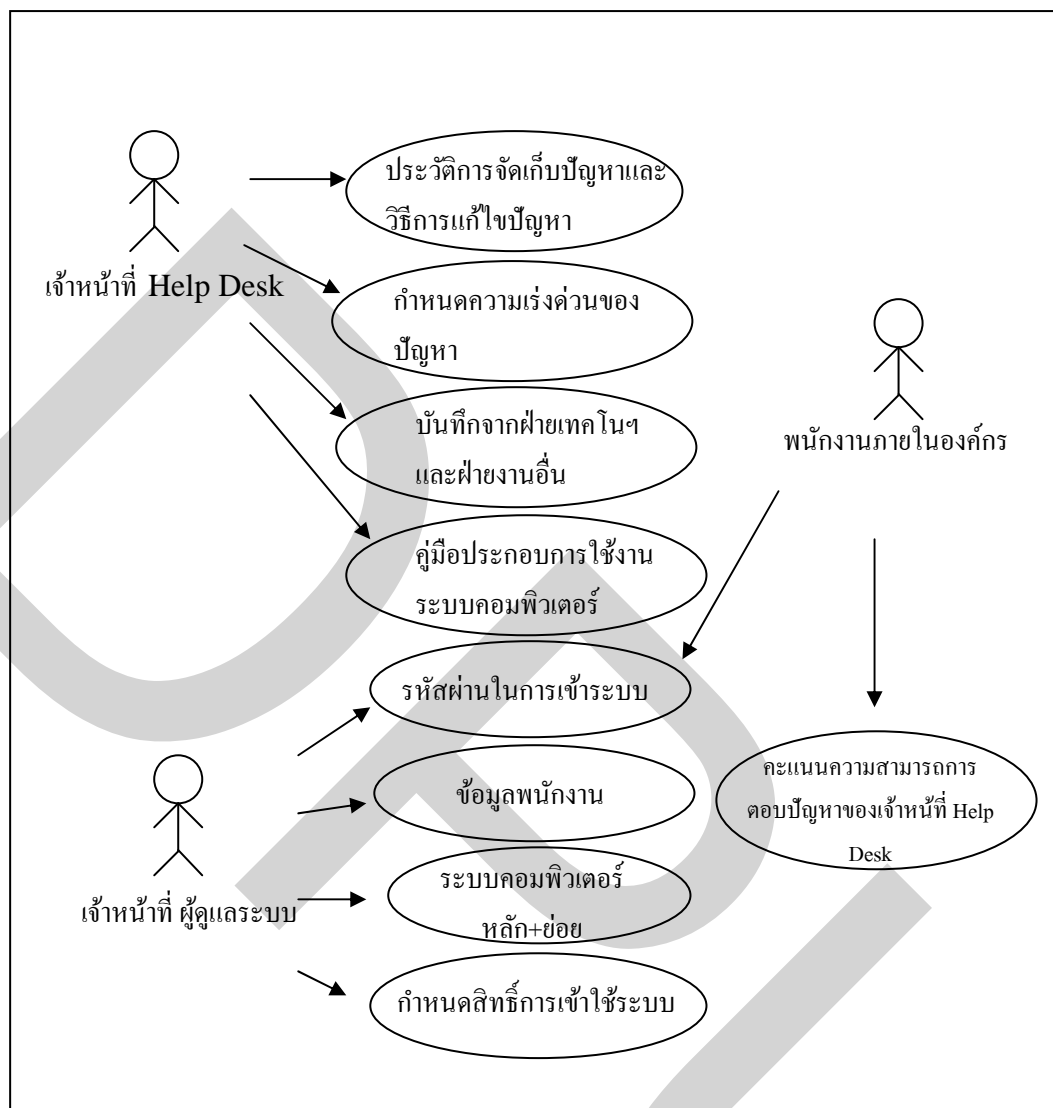 ประวัติการจัดเก็บปัญหาและ
วิธีการแก้ไขปัญหา
เจ้าหน้าที่ Help Desk
กำหนดความเร่งด่วนของ
ปัญหา
บันทึกจากฝ่ายเทคโนฯ
และฝ่ายงานอื่น
พนักงานภายในองค์กร
คู่มือประกอบการใช้งาน
ระบบคอมพิวเตอร์
รหัสผ่านในการเข้าระบบ
ข้อมูลพนักงาน
คะแนนความสามารถการ
ตอบปัญหาของเจ้าหน้ที่ Help
Desk
ระบบคอมพิวเตอร์
หลัก+ย่อย
เจ้าหน้าที่ ผู้ดูแลระบบ
กำหนดสิทธิ์การเข้าใช้ระบบ